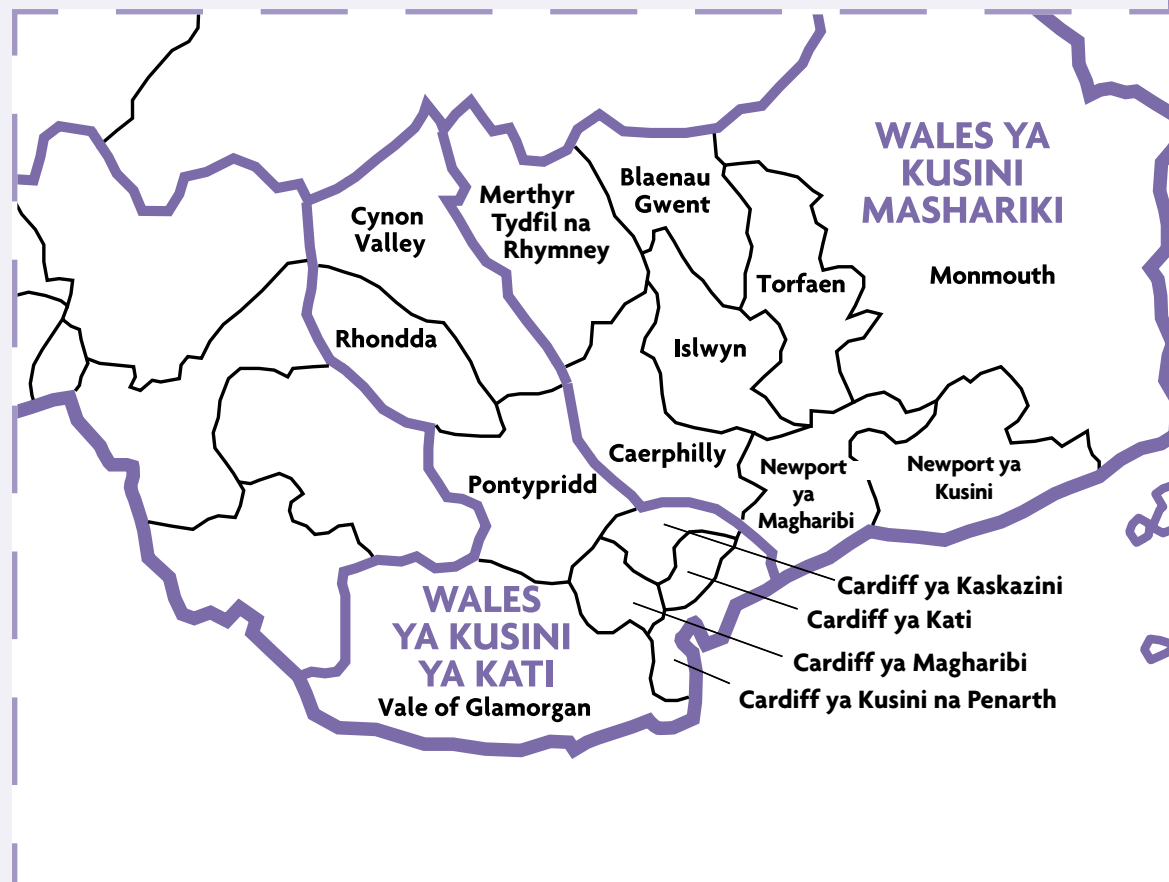 WALES YA
KUSINI
MASHARIKI
Blaenau
Gwent
Merthyr
Tydfil na
Rhymney
Cynon
Valley
Monmouth
Torfaen
Rhondda
Islwyn
Caerphilly
Newport
ya
Magharibi
Newport ya
Kusini
Pontypridd
Cardiff ya Kaskazini
WALES
YA KUSINI
YA KATI
Cardiff ya Kati
Cardiff ya Magharibi
Cardiff ya Kusini na Penarth
Vale of Glamorgan